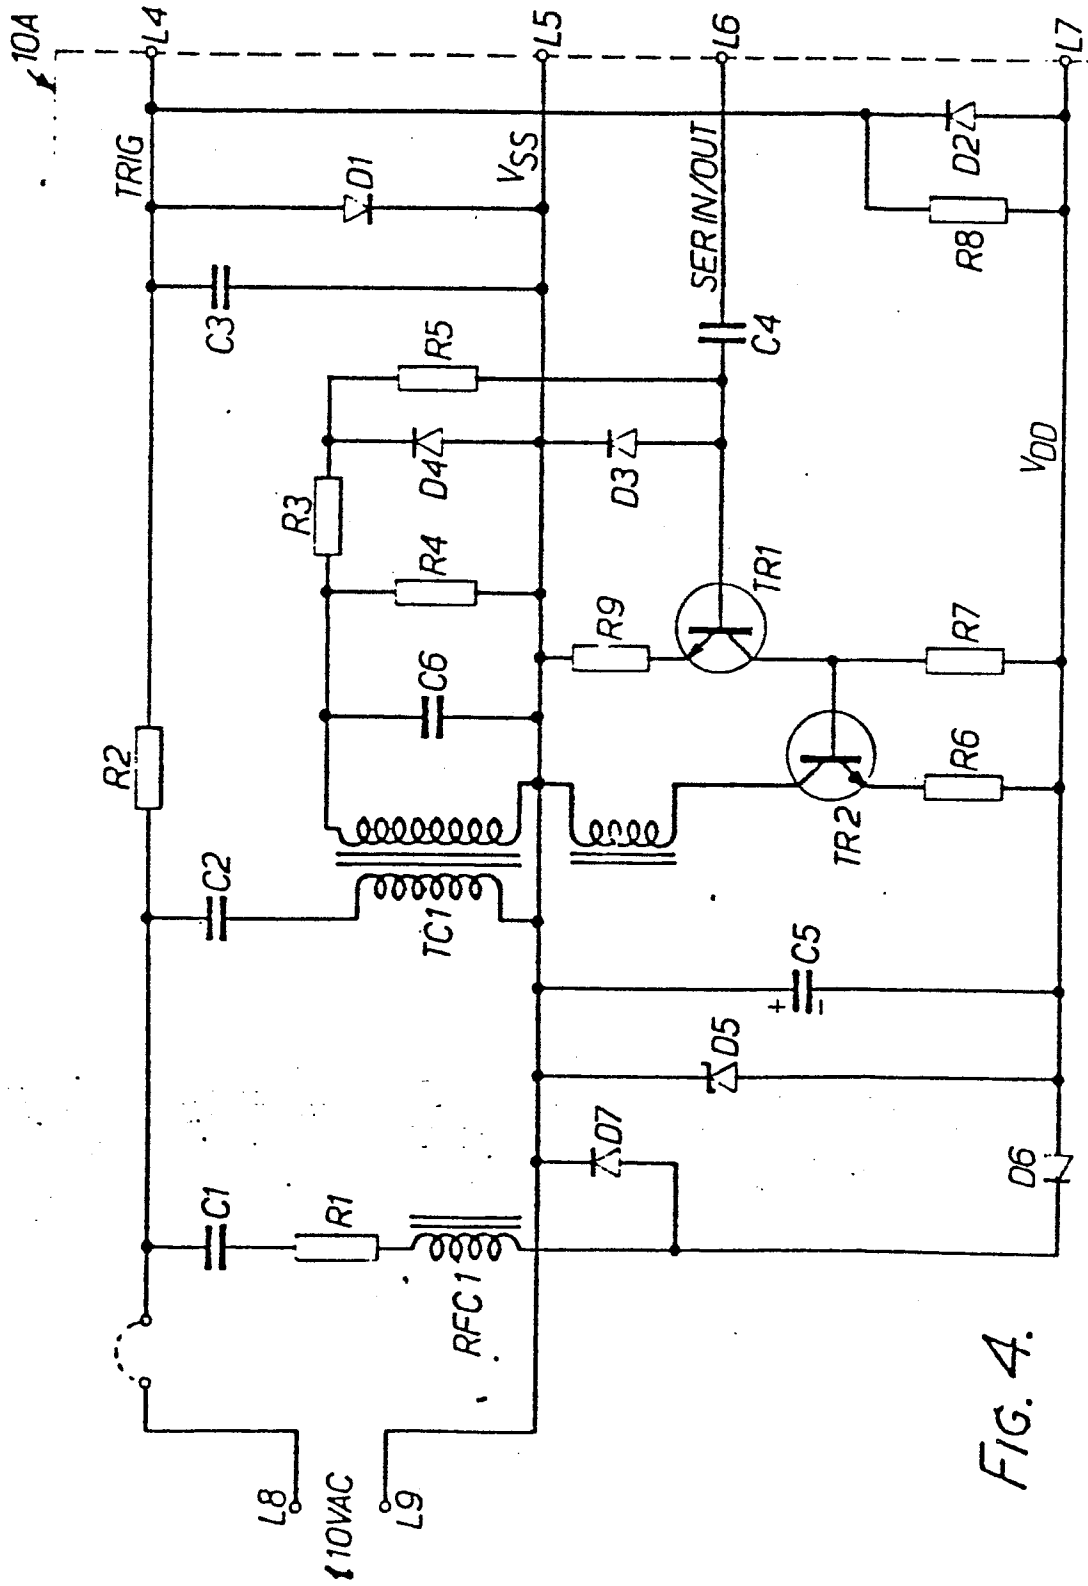 10A
L4
L5
L6
L7
TRIG
VSS
SER IN/OUT
VDD
D1
D2
R8
C3
R5
C4
D4
D3
R3
R4
R9
TR1
R7
C6
R2
R6
TR2
C2
TC1
C5
+
-
D5
D7
D6
C1
R1
RFC1
L8
110VAC
L9
FIG. 4.